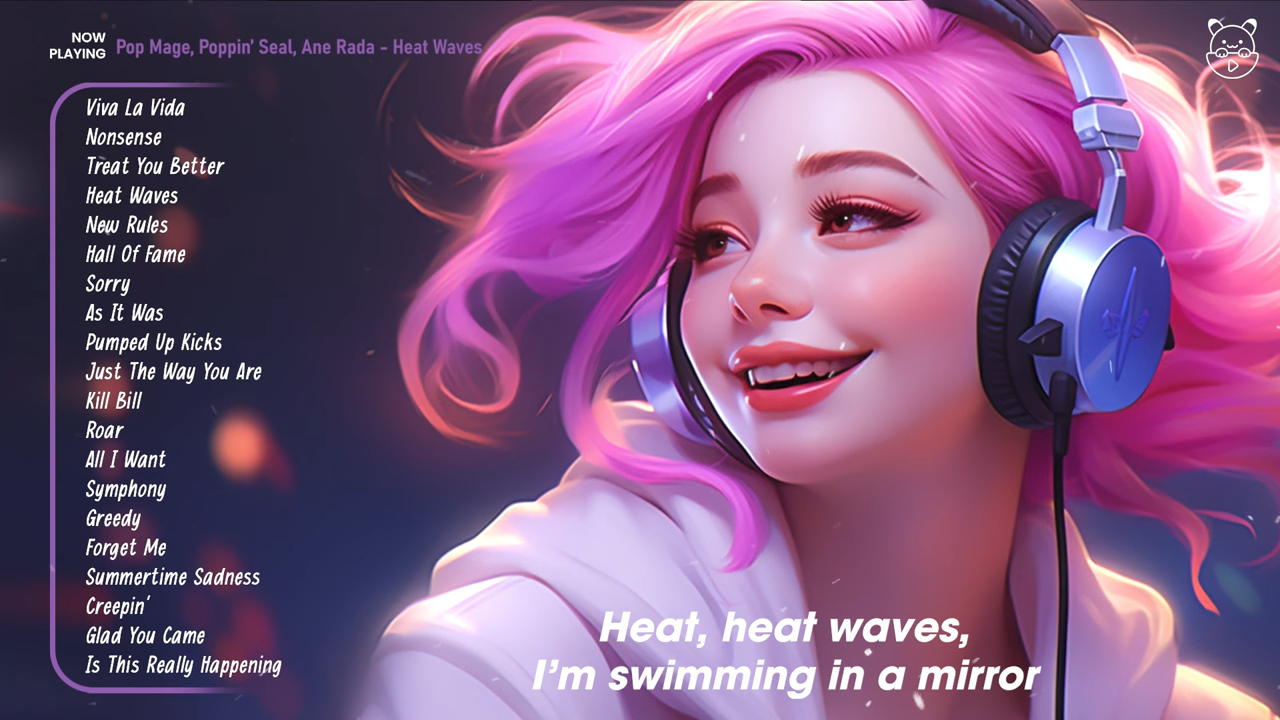 NOW
PLAYING
Pop Mage, Poppin' Seal, Ane Rada - Heat Waves
Viva La Vida
Nonsense
Treat You Better
Heat Waves
New Rules
Hall Of Fame
Sorry
As It Was
Pumped Up Kicks
Just The Way You Are
Kill Bill
Roar
All I Want
Symphony
Greedy
Forget Me
Summertime Sadness
Creepin'
Glad You Came
Is This Really Happening
Heat, heat waves,
I'm swimming in a mirror